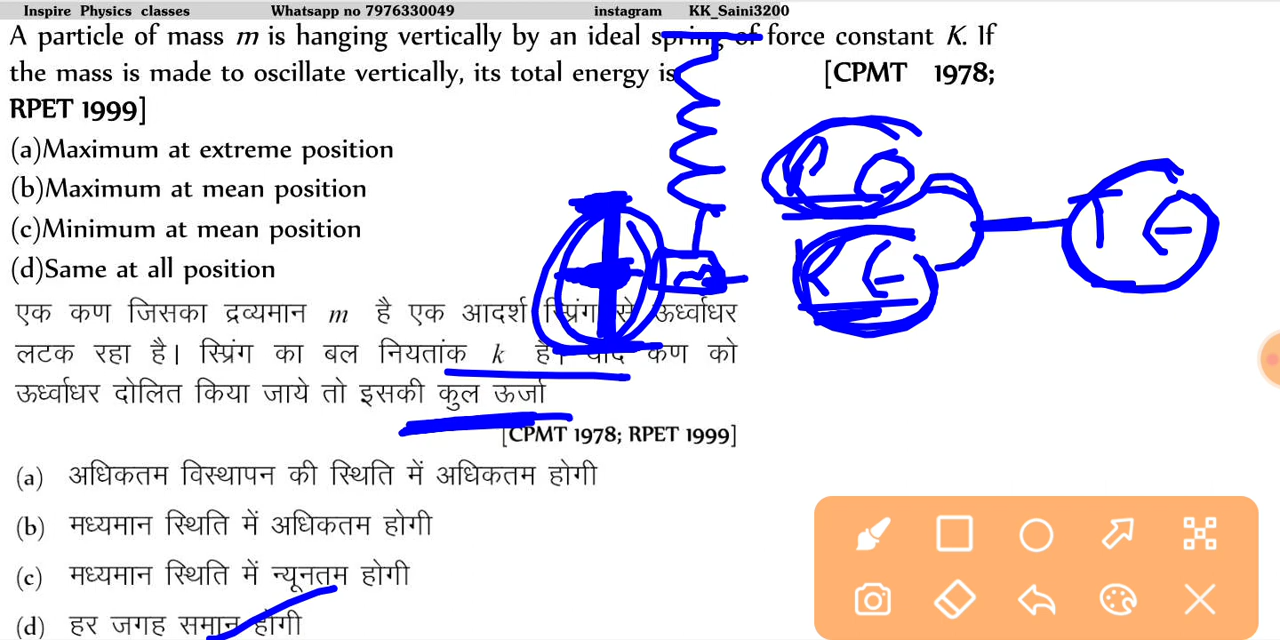 Inspire Physics classes Whatsapp no 7976330049 instagram KK_Saini3200
A particle of mass m is hanging vertically by an ideal spring of force constant K. If
the mass is made to oscillate vertically, its total energy is [CPMT 1978;
RPET 1999]
(a)Maximum at extreme position
(b)Maximum at mean position
(c)Minimum at mean position
(d)Same at all position
एक कण जिसका द्रव्यमान m है एक आदर्श स्प्रिंग से ऊर्ध्वाधर
लटक रहा है। स्प्रिंग का बल नियतांक k है। यदि कण को
ऊर्ध्वाधर दोलित किया जाये तो इसकी कुल ऊर्जा
[CPMT 1978; RPET 1999]
(a) अधिकतम विस्थापन की स्थिति में अधिकतम होगी
(b) मध्यमान स्थिति में अधिकतम होगी
(c) मध्यमान स्थिति में न्यूनतम होगी
(d) हर जगह समान होगी
m
KE
TE